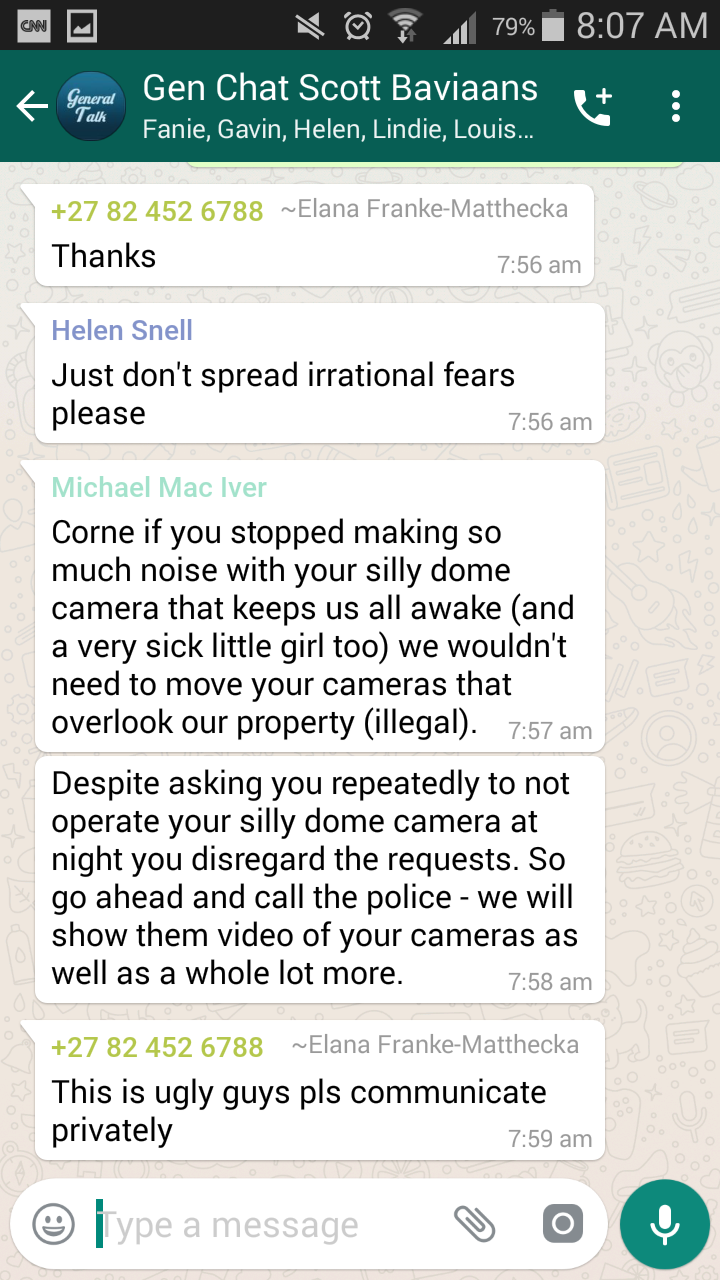 CNN
79%
8:07 AM
General
Talk
Gen Chat Scott Baviaans
Fanie, Gavin, Helen, Lindie, Louis...
+27 82 452 6788 ~Elana Franke-Matthecka
Thanks
7:56 am
Helen Snell
Just don't spread irrational fears
please
7:56 am
Michael Mac Iver
Corne if you stopped making so
much noise with your silly dome
camera that keeps us all awake (and
a very sick little girl too) we wouldn't
need to move your cameras that
overlook our property (illegal).
7:57 am
Despite asking you repeatedly to not
operate your silly dome camera at
night you disregard the requests. So
go ahead and call the police - we will
show them video of your cameras as
well as a whole lot more.
7:58 am
+27 82 452 6788 ~Elana Franke-Matthecka
This is ugly guys pls communicate
privately
7:59 am
Type a message